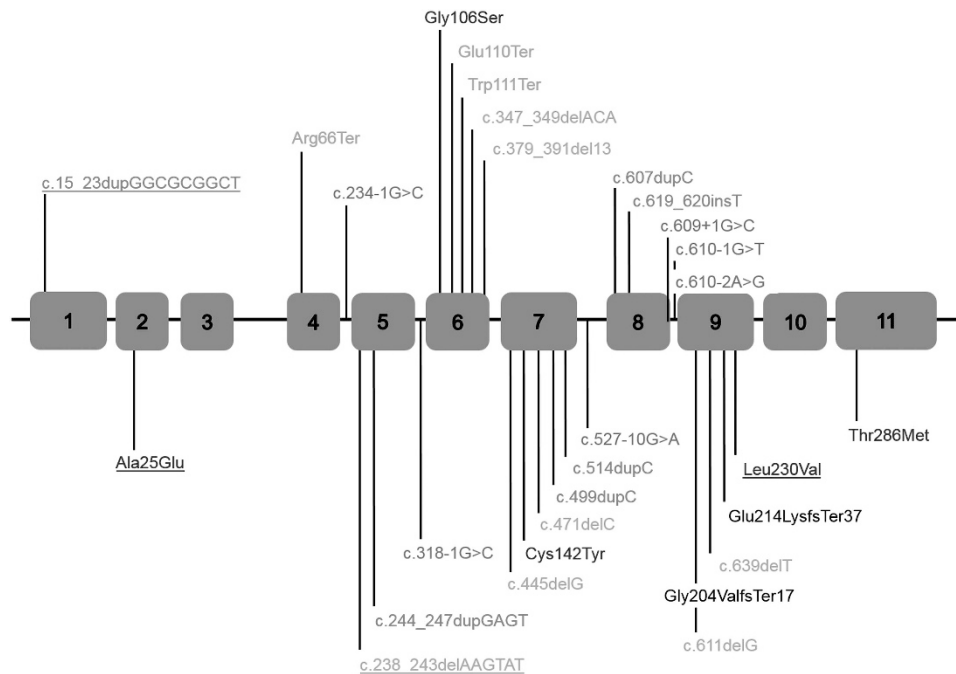 Gly106Ser
Glu110Ter
Trp111Ter
c.347_349delACA
Arg66Ter
c.379_391del13
c.15_23dupGGCGCGGCT
c.234-1G>C
c.607dupC
c.619_620insT
c.609+1G>C
c.610-1G>T
c.610-2A>G
1 2 3 4 5 6 7 8 9 10 11
Ala25Glu
c.527-10G>A
Thr286Met
c.514dupC
Leu230Val
c.499dupC
Glu214LysfsTer37
c.471delC
c.318-1G>C
Cys142Tyr
c.639delT
c.445delG
Gly204ValfsTer17
c.244_247dupGAGT
c.611delG
c.238_243delAAGTAT